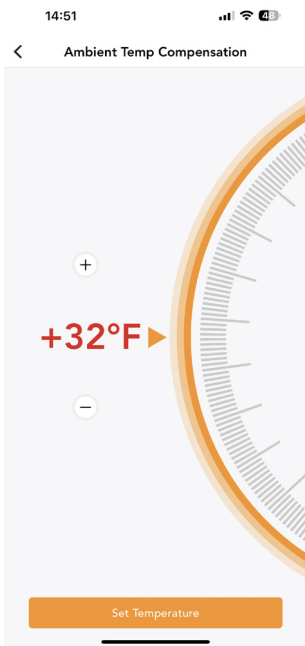 14:51
48
Ambient Temp Compensation
+
+32°F
−
Set Temperature